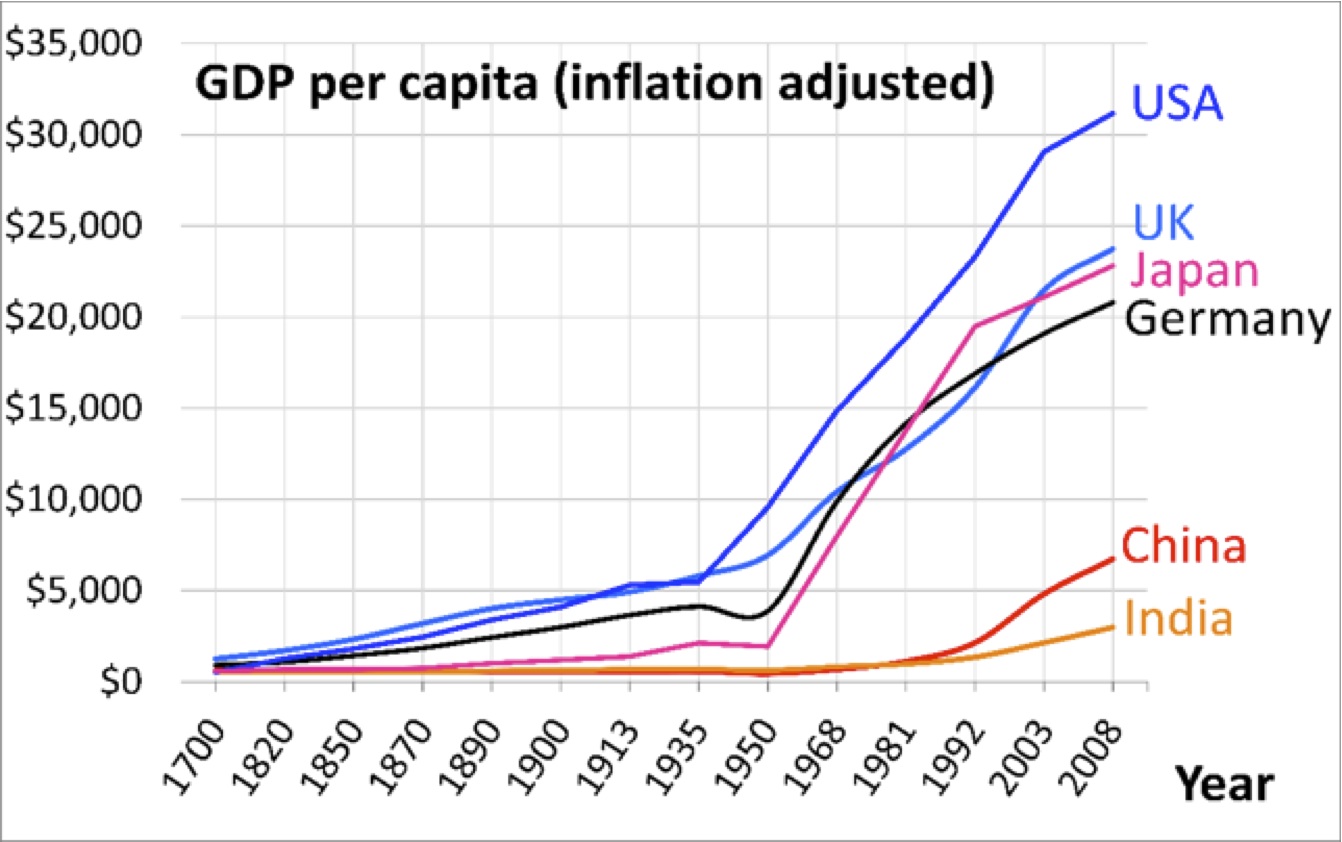 GDP per capita (inflation adjusted)
$35,000
$30,000
$25,000
$20,000
$15,000
$10,000
$5,000
$0
USA
UK
Japan
Germany
China
India
1700 1820 1850 1870 1890 1900 1913 1935 1950 1968 1981 1992 2003 2008
Year